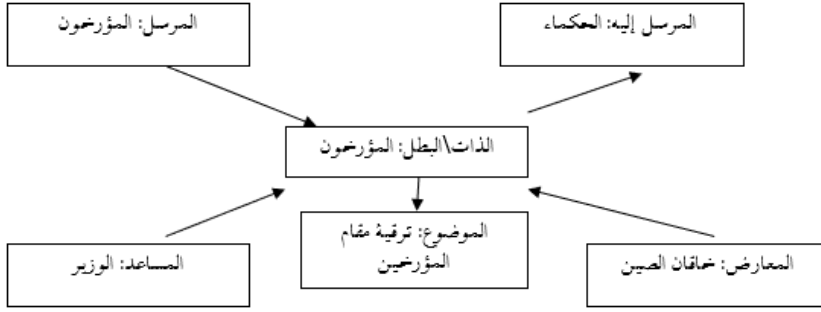 المرسل: المؤرخون
المرسل إليه: الحكماء
الذات\البطل: المؤرخون
الموضوع: ترقية مقام
المؤرخين
المساعد: الوزير
المعارض: خاقان الصين